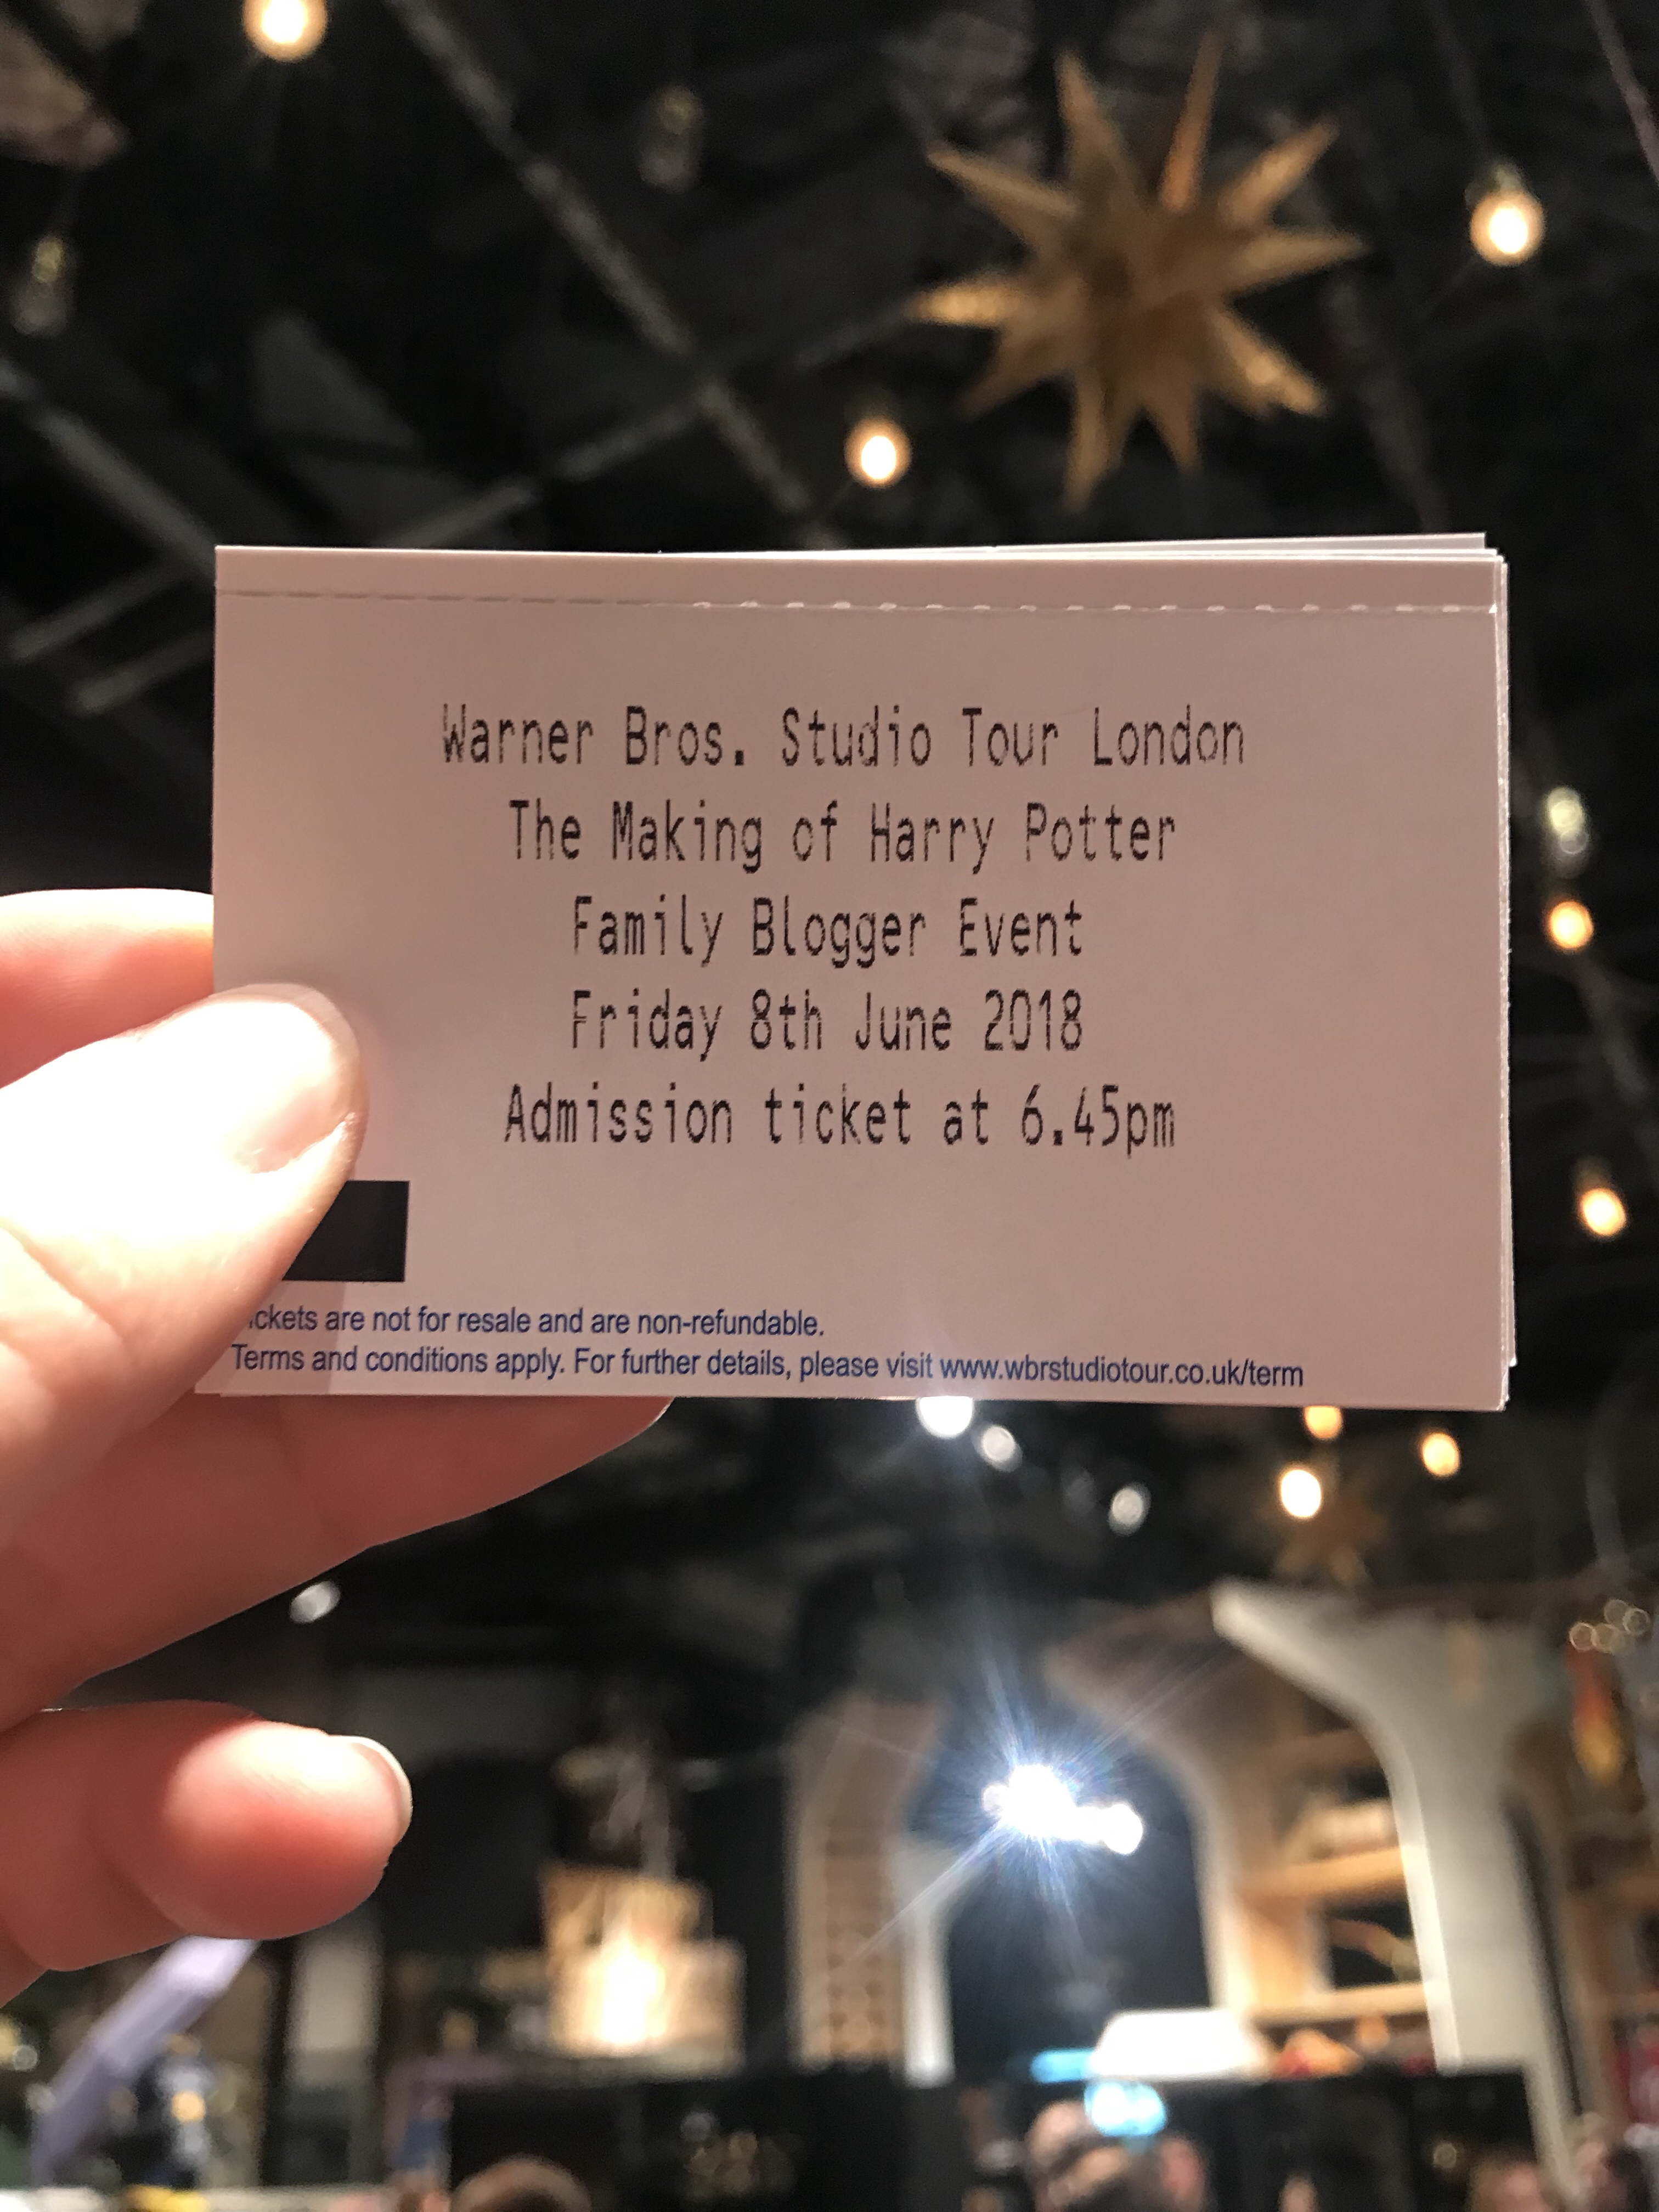 Warner Bros. Studio Tour London
The Making of Harry Potter
Family Blogger Event
Friday 8th June 2018
Admission ticket at 6.45pm
ickets are not for resale and are non-refundable.
Terms and conditions apply. For further details, please visit www.wbrstudiotour.co.uk/term